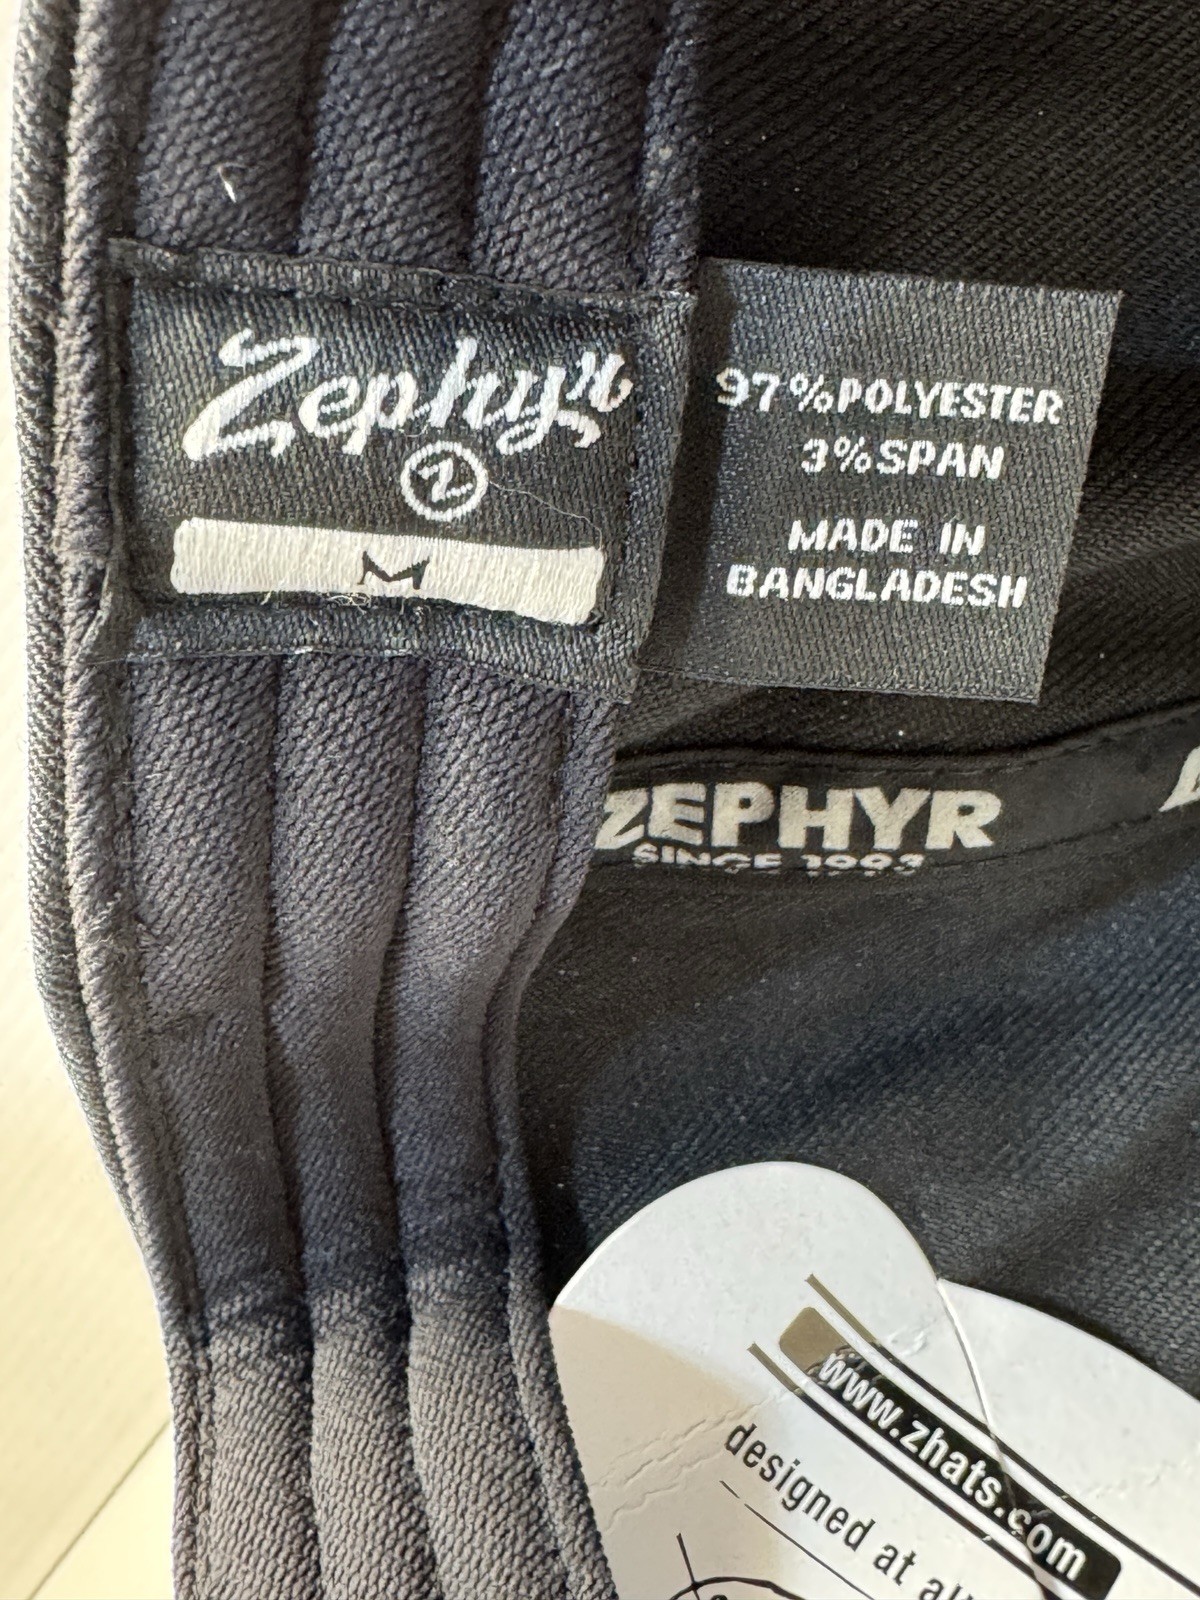 Zephyr
Z
M
97%POLYESTER
3%SPAN
MADE IN
BANGLADESH
ZEPHYR
SINCE 1993
www.zhats.com
designed at